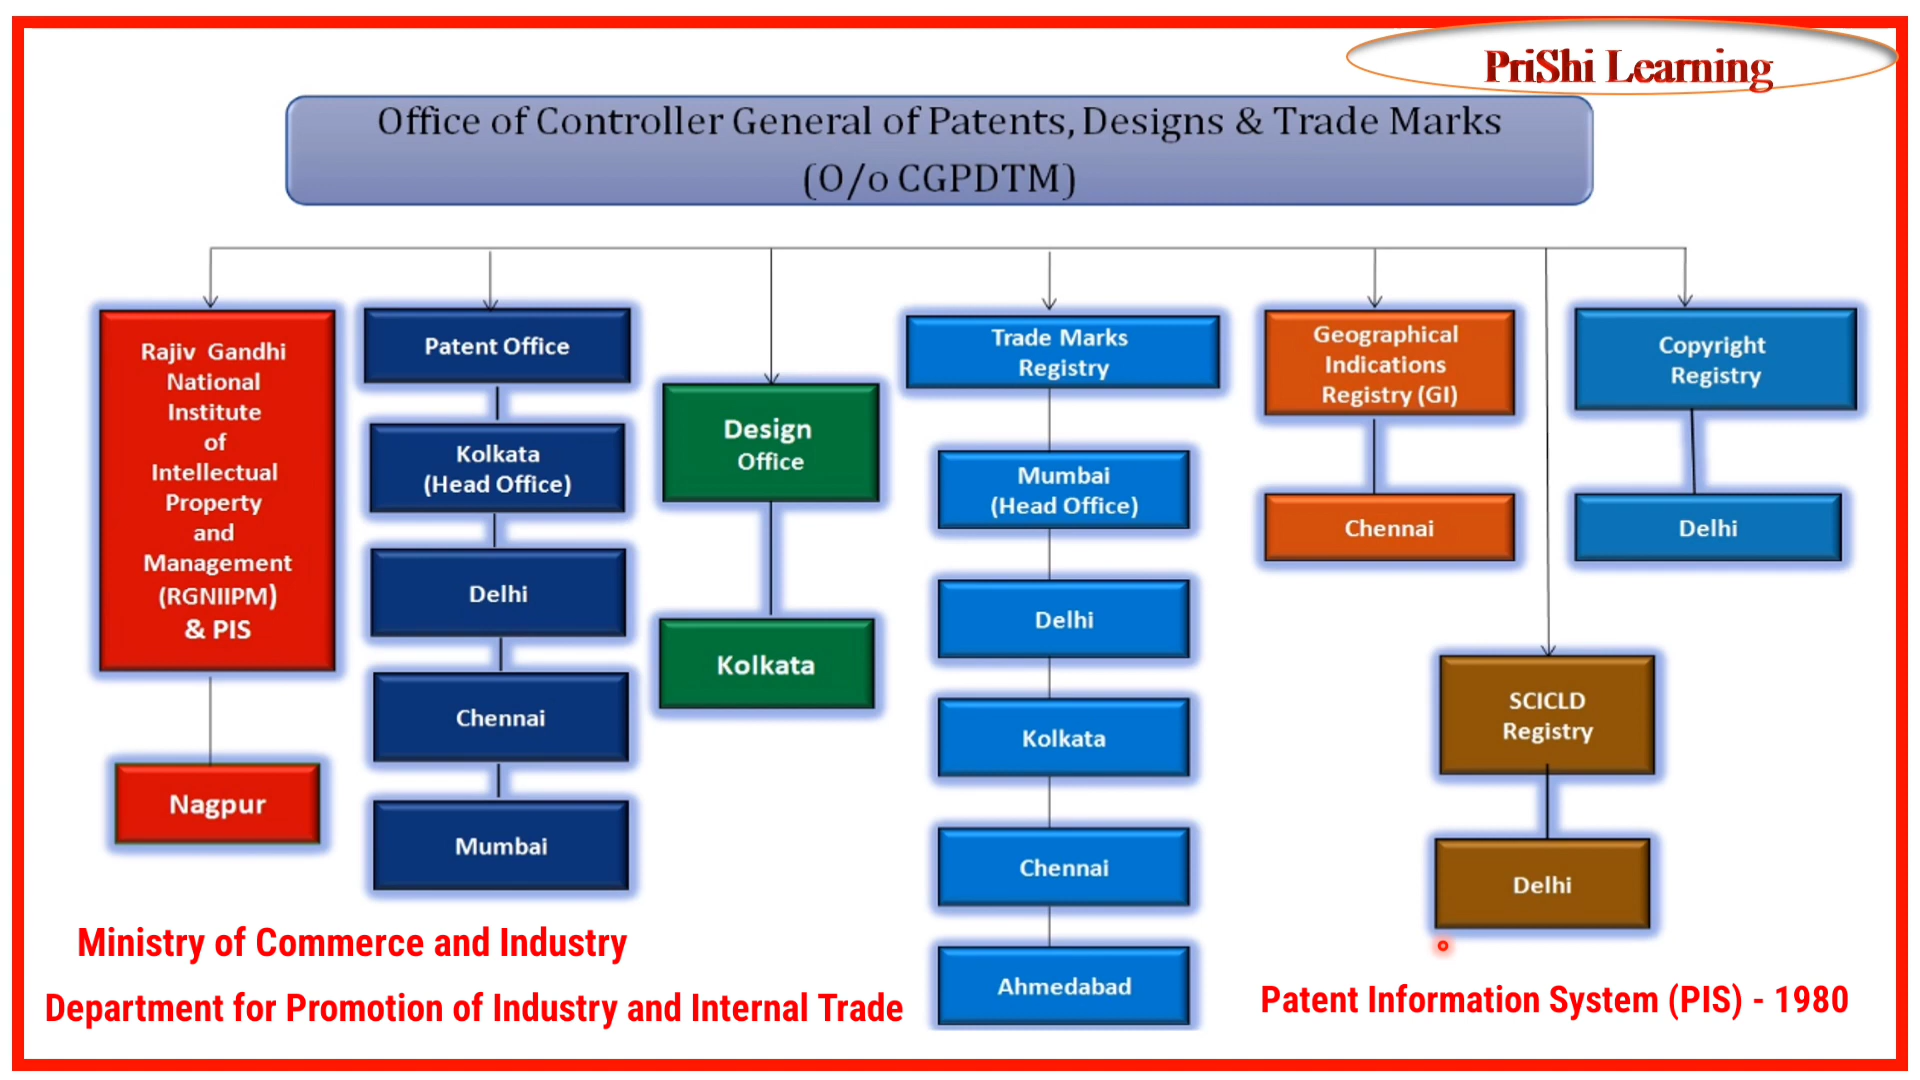 PriShi Learning
Office of Controller General of Patents, Designs & Trade Marks
(O/o CGPDTM)
Rajiv Gandhi
National
Institute
of
Intellectual
Property
and
Management
(RGNIIPM)
& PIS
Nagpur
Patent Office
Kolkata
(Head Office)
Delhi
Chennai
Mumbai
Design
Office
Kolkata
Trade Marks
Registry
Mumbai
(Head Office)
Delhi
Kolkata
Chennai
Ahmedabad
Geographical
Indications
Registry (GI)
Chennai
Copyright
Registry
Delhi
SCICLD
Registry
Delhi
Ministry of Commerce and Industry
Department for Promotion of Industry and Internal Trade
Patent Information System (PIS) - 1980